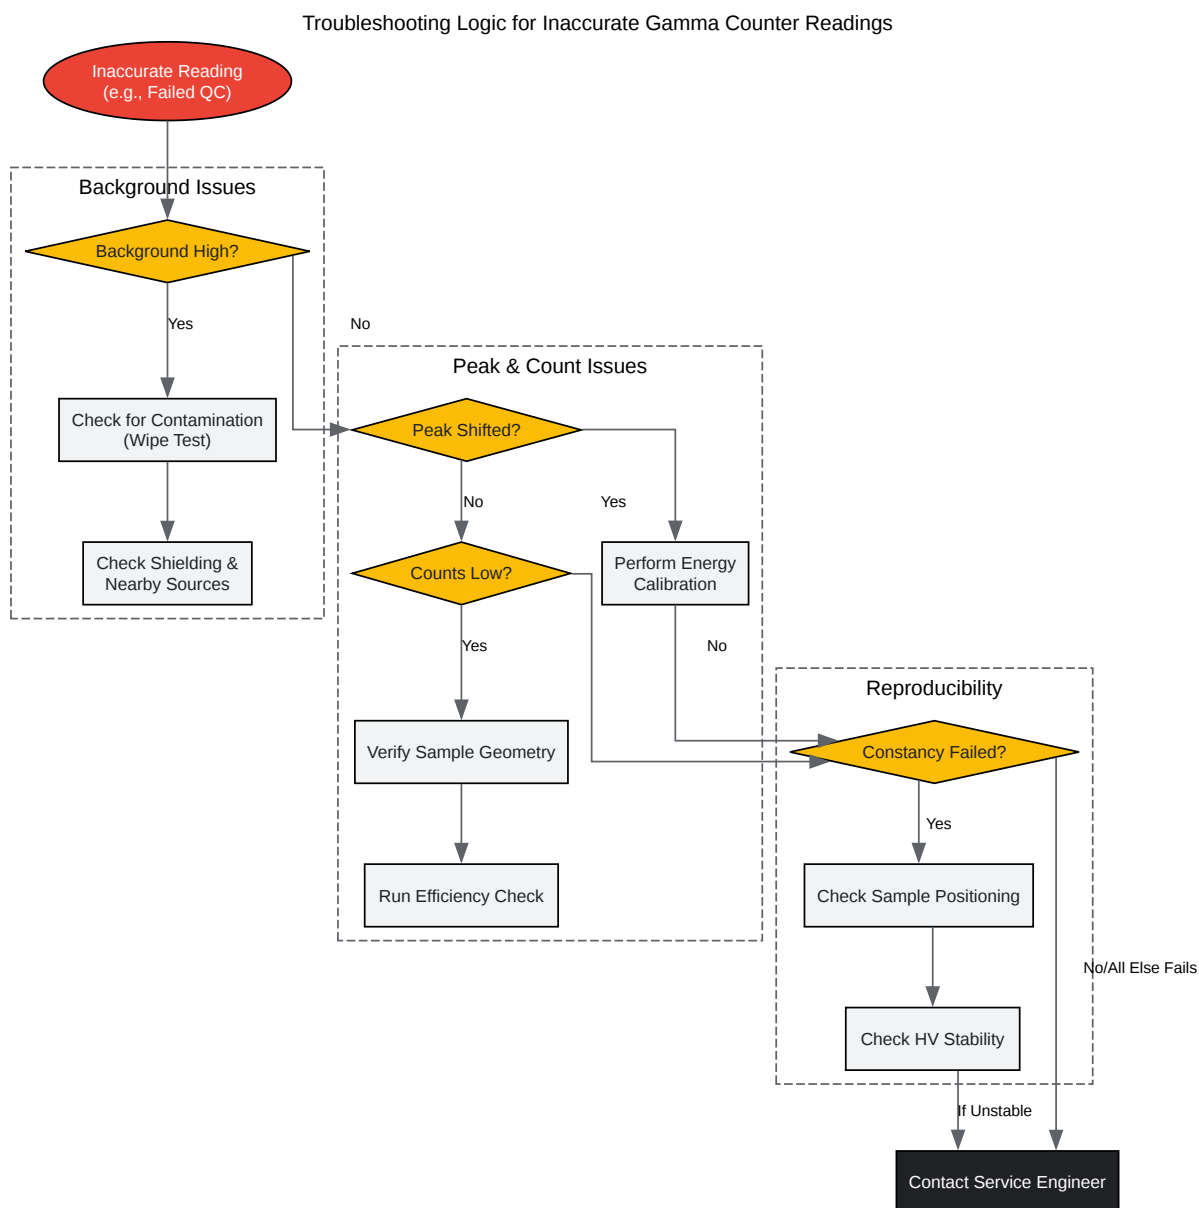 Troubleshooting Logic for Inaccurate Gamma Counter Readings
Inaccurate Reading
(e.g., Failed QC)
Background Issues
Background High?
Yes
No
Check for Contamination
(Wipe Test)
Check Shielding &
Nearby Sources
Peak & Count Issues
Peak Shifted?
No
Yes
Counts Low?
Perform Energy
Calibration
Yes
No
Verify Sample Geometry
Run Efficiency Check
Reproducibility
Constancy Failed?
Yes
Check Sample Positioning
No/All Else Fails
Check HV Stability
If Unstable
Contact Service Engineer